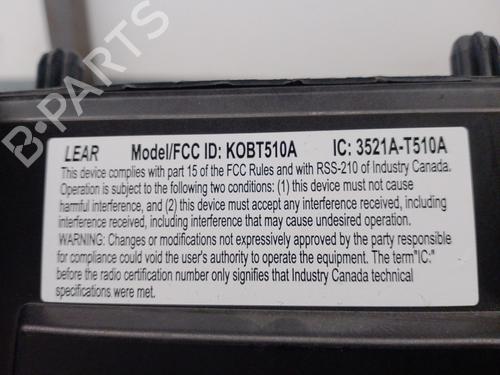 LEAR Model/FCC ID: KOBT510A IC: 3521A-T510A
This device complies with part 15 of the FCC Rules and with RSS-210 of Industry Canada.
Operation is subject to the following two conditions: (1) this device must not cause
harmful interference, and (2) this device must accept any interference received, including
interference received, including interference that may cause undesired operation.
WARNING: Changes or modifications not expressively approved by the party responsible
for compliance could void the user's authority to operate the equipment. The term"IC:"
before the radio certification number only signifies that Industry Canada technical
specifications were met.
B-PARTS